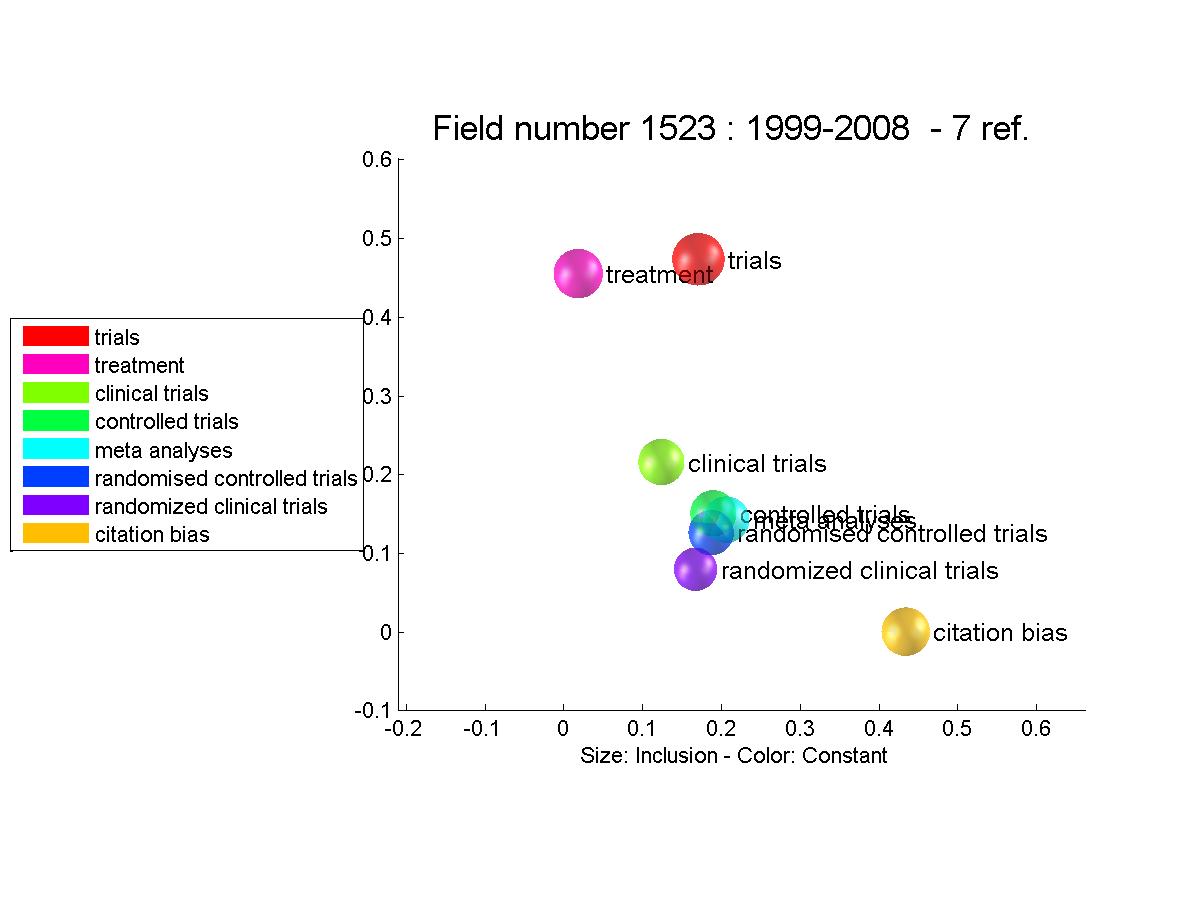 Field number 1523 : 1999-2008 - 7 ref.
0.6
0.5
0.4
0.3
0.2
0.1
0
-0.1
trials
treatment
clinical trials
controlled trials
meta analyses
randomised controlled trials
randomized clinical trials
citation bias
trials
treatment
clinical trials
controlled trials
meta analyses
randomised controlled trials
randomized clinical trials
citation bias
-0.2 -0.1 0 0.1 0.2 0.3 0.4 0.5 0.6
Size: Inclusion - Color: Constant